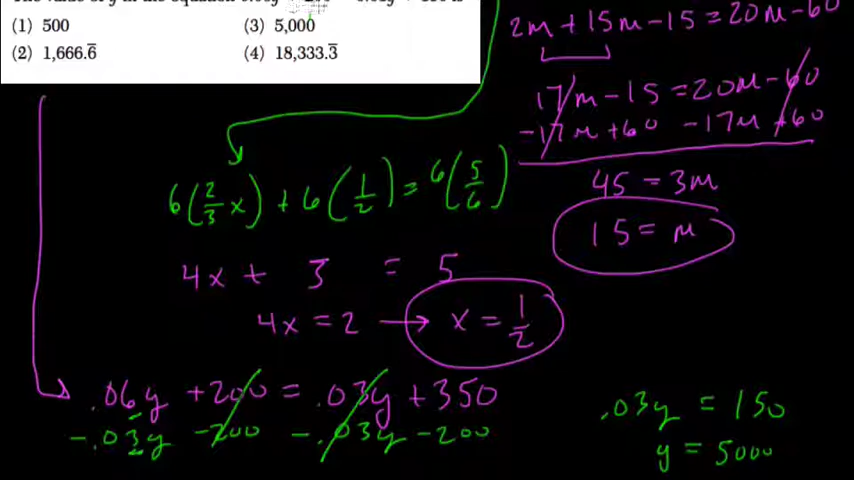 (1) 500
(3) 5,000
(2) 1,666.6̅
(4) 18,333.3̅
2m + 15m - 15 = 20m - 60
17m - 15 = 20m - 60
-17m + 60 -17m + 60
45 = 3m
15 = m
6(2/3 x) + 6(1/2) = 6(5/6)
4x + 3 = 5
4x = 2 → x = 1/2
.06y + 200 = .03y + 350
-.03y -200 -.03y -200
.03y = 150
y = 5000